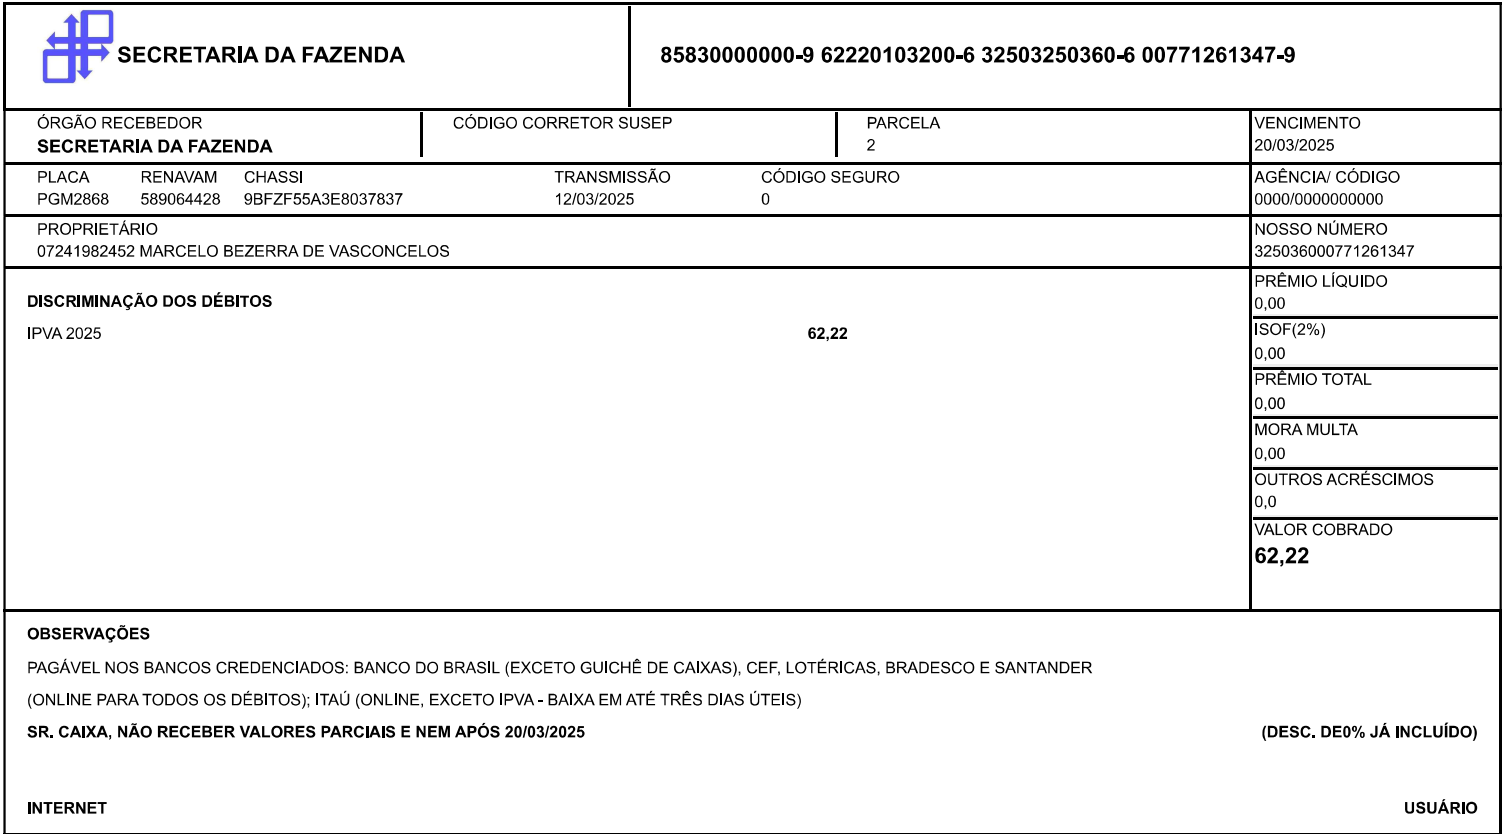 SECRETARIA DA FAZENDA
85830000000-9 62220103200-6 32503250360-6 00771261347-9
ÓRGÃO RECEBEDOR
SECRETARIA DA FAZENDA
CÓDIGO CORRETOR SUSEP
PARCELA
2
VENCIMENTO
20/03/2025
PLACA RENAVAM CHASSI TRANSMISSÃO CÓDIGO SEGURO
PGM2868 589064428 9BFZF55A3E8037837 12/03/2025 0
AGÊNCIA/ CÓDIGO
0000/0000000000
PROPRIETÁRIO
07241982452 MARCELO BEZERRA DE VASCONCELOS
NOSSO NÚMERO
325036000771261347
DISCRIMINAÇÃO DOS DÉBITOS
IPVA 2025 62,22
PRÊMIO LÍQUIDO
0,00
ISOF(2%)
0,00
PRÊMIO TOTAL
0,00
MORA MULTA
0,00
OUTROS ACRÉSCIMOS
0,0
VALOR COBRADO
62,22
OBSERVAÇÕES
PAGÁVEL NOS BANCOS CREDENCIADOS: BANCO DO BRASIL (EXCETO GUICHÊ DE CAIXAS), CEF, LOTÉRICAS, BRADESCO E SANTANDER
(ONLINE PARA TODOS OS DÉBITOS); ITAÚ (ONLINE, EXCETO IPVA - BAIXA EM ATÉ TRÊS DIAS ÚTEIS)
SR. CAIXA, NÃO RECEBER VALORES PARCIAIS E NEM APÓS 20/03/2025 (DESC. DE0% JÁ INCLUÍDO)
INTERNET USUÁRIO